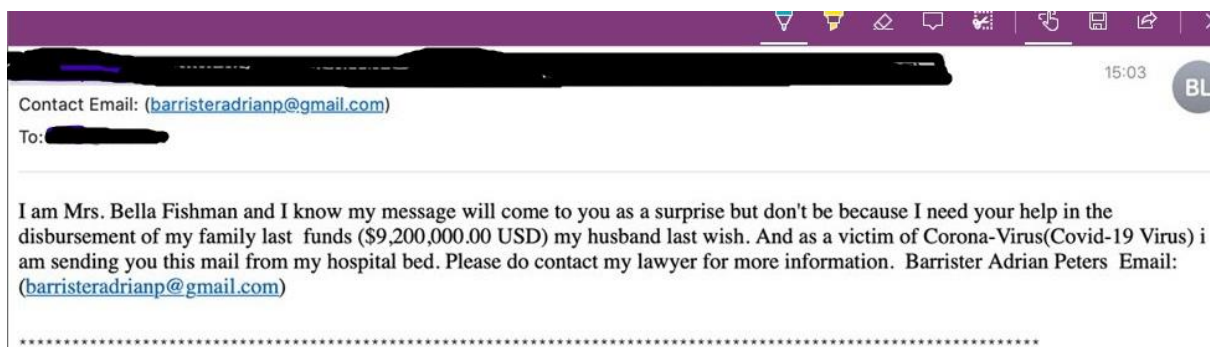 15:03
BL
Contact Email: (barristeradrianp@gmail.com)
To:
I am Mrs. Bella Fishman and I know my message will come to you as a surprise but don't be because I need your help in the
disbursement of my family last  funds ($9,200,000.00 USD) my husband last wish. And as a victim of Corona-Virus(Covid-19 Virus) i
am sending you this mail from my hospital bed. Please do contact my lawyer for more information.  Barrister Adrian Peters  Email:
(barristeradrianp@gmail.com)
************************************************************************************************************************